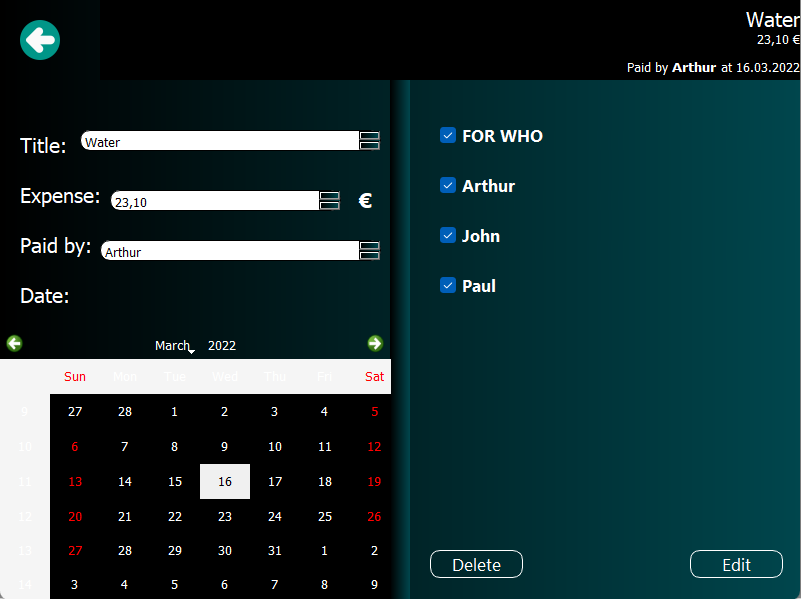 Water
23,10 €
Paid by Arthur at 16.03.2022
Title: Water
Expense: 23,10 €
Paid by: Arthur
Date:
March 2022
Sun Mon Tue Wed Thu Fri Sat
9 27 28 1 2 3 4 5
10 6 7 8 9 10 11 12
11 13 14 15 16 17 18 19
12 20 21 22 23 24 25 26
13 27 28 29 30 31 1 2
14 3 4 5 6 7 8 9
FOR WHO
Arthur
John
Paul
Delete
Edit